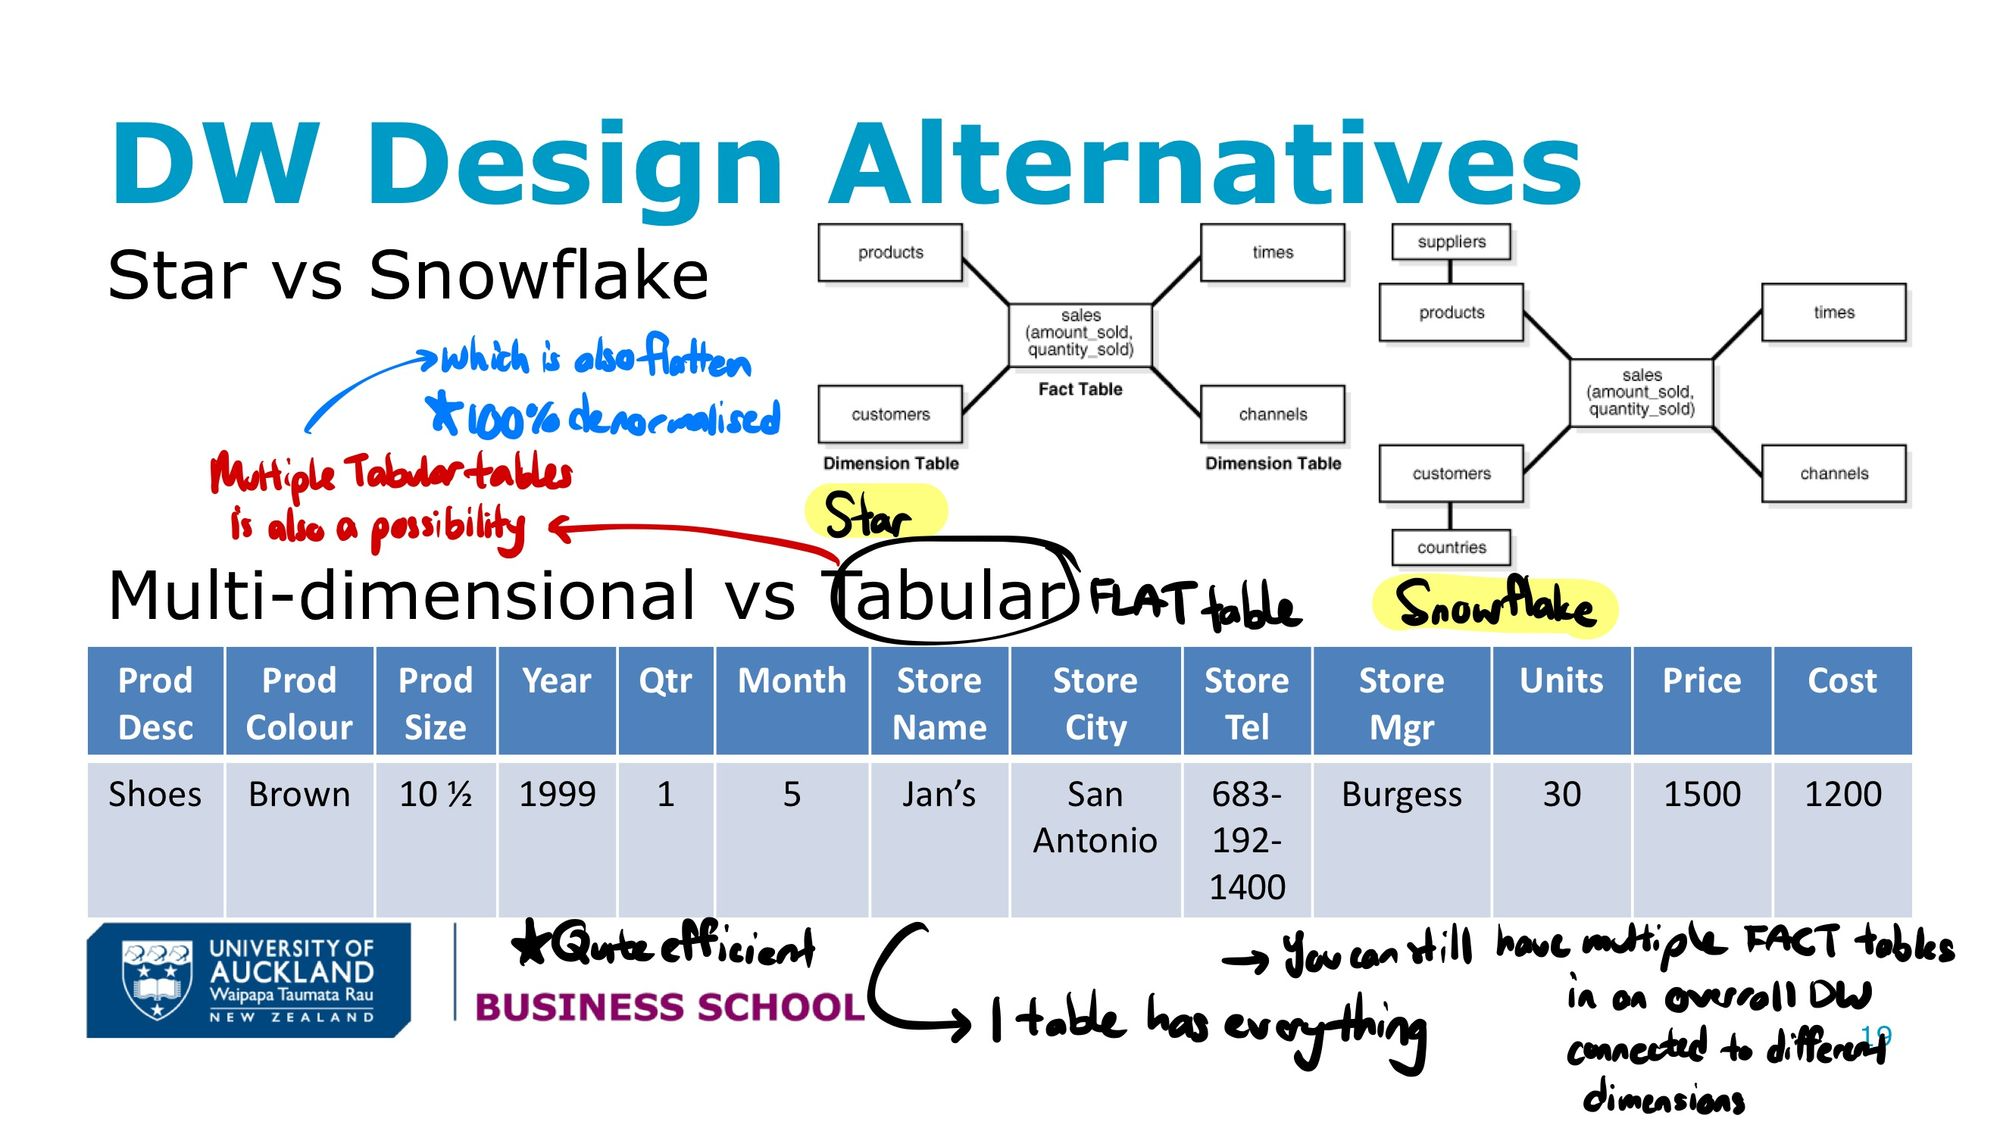 DW Design Alternatives
Star vs Snowflake
products
times
sales
(amount_sold,
quantity_sold)
Fact Table
customers
channels
Dimension Table
Dimension Table
Star
suppliers
products
times
sales
(amount_sold,
quantity_sold)
customers
channels
countries
Snowflake
which is also flatten
★ 100% denormalised
Multiple Tabular tables
is also a possibility
Multi-dimensional vs Tabular
FLAT table
Prod Desc
Prod Colour
Prod Size
Year
Qtr
Month
Store Name
Store City
Store Tel
Store Mgr
Units
Price
Cost
Shoes
Brown
10 ½
1999
1
5
Jan’s
San Antonio
683-192-1400
Burgess
30
1500
1200
UNIVERSITY OF
AUCKLAND
Waipapa Taumata Rau
NEW ZEALAND
BUSINESS SCHOOL
★ Quite efficient
1 table has everything
→ You can still have multiple FACT tables
in an overall DW
connected to different
dimensions
19